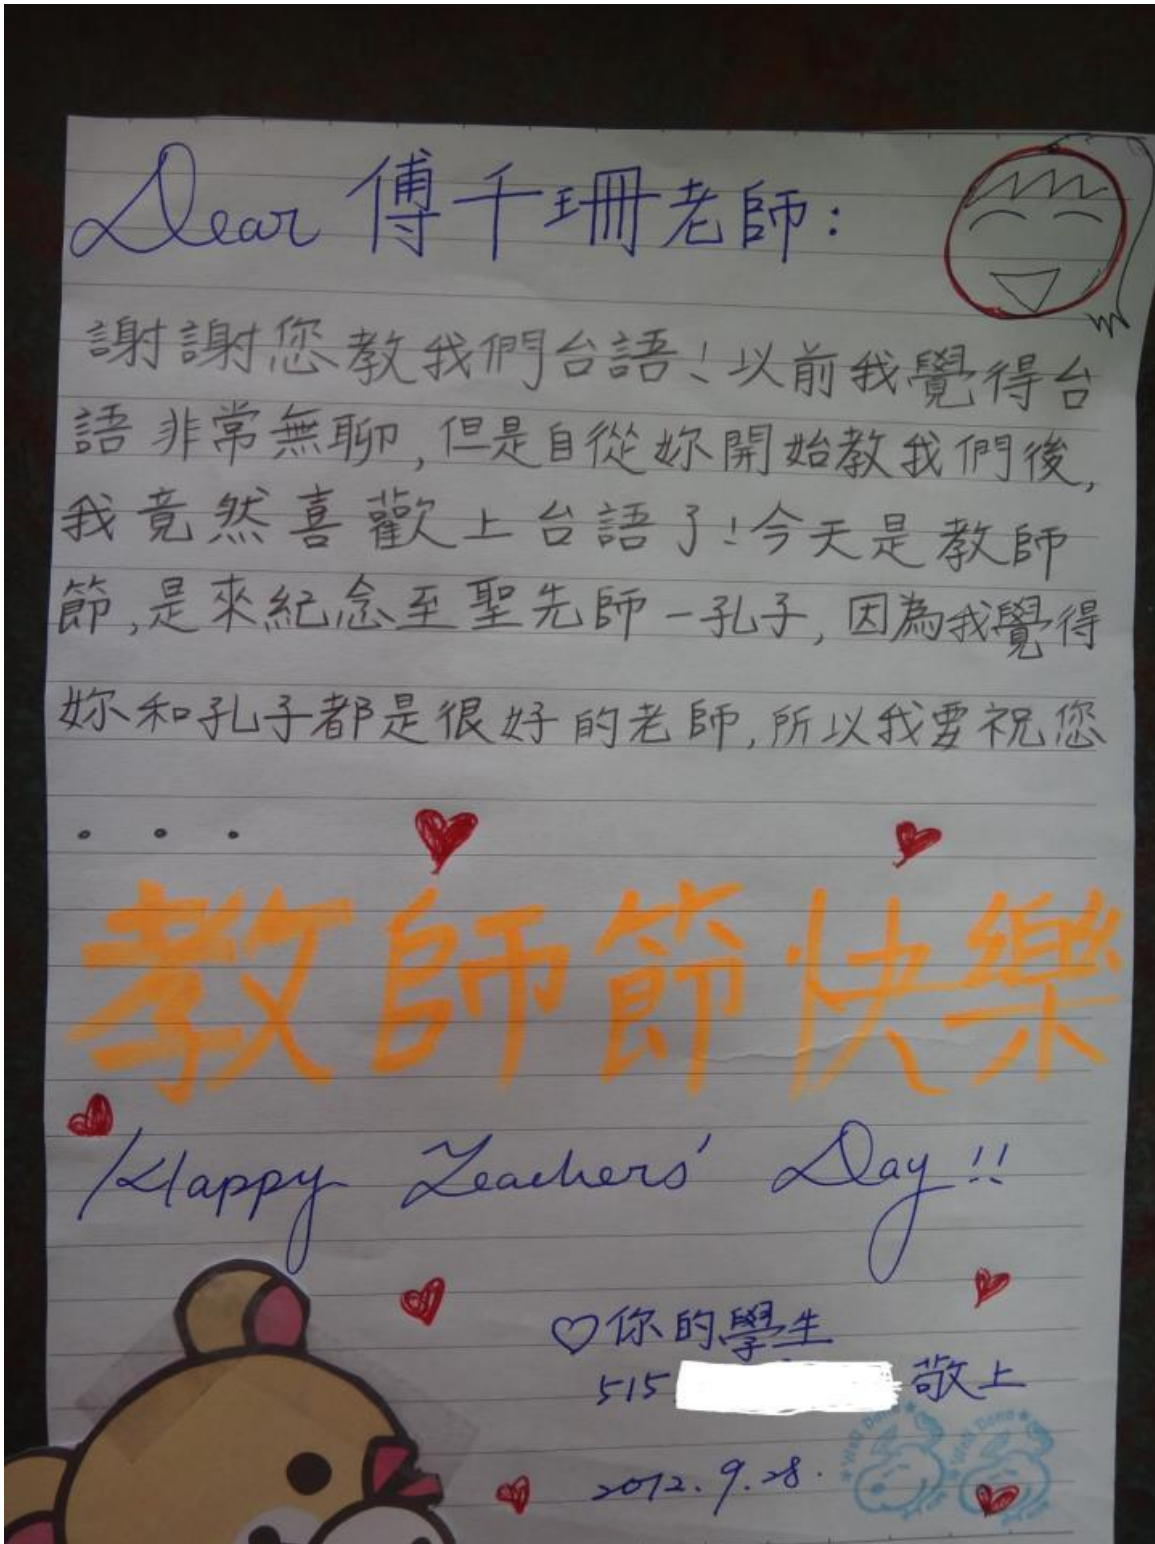 Dear 傅千珊老師:
謝謝您教我們台語!以前我覺得台
語非常無聊,但是自從妳開始教我們後,
我竟然喜歡上台語了!今天是教師
節,是來紀念至聖先師-孔子,因為我覺得
妳和孔子都是很好的老師,所以我要祝您
...
教師節快樂
Happy Teachers' Day!!
♡你的學生
515 敬上
2012.9.28.
Well Done
Well Done